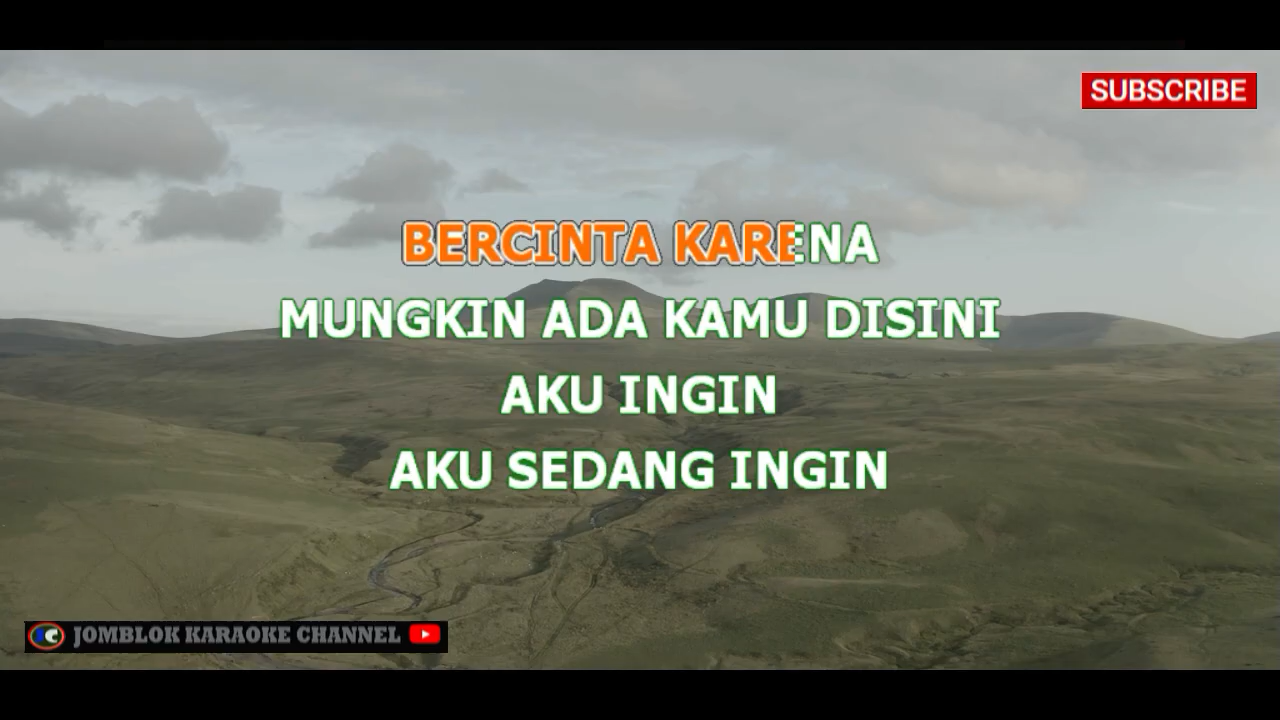 SUBSCRIBE
BERCINTA KARENA
MUNGKIN ADA KAMU DISINI
AKU INGIN
AKU SEDANG INGIN
JOMBLOK KARAOKE CHANNEL